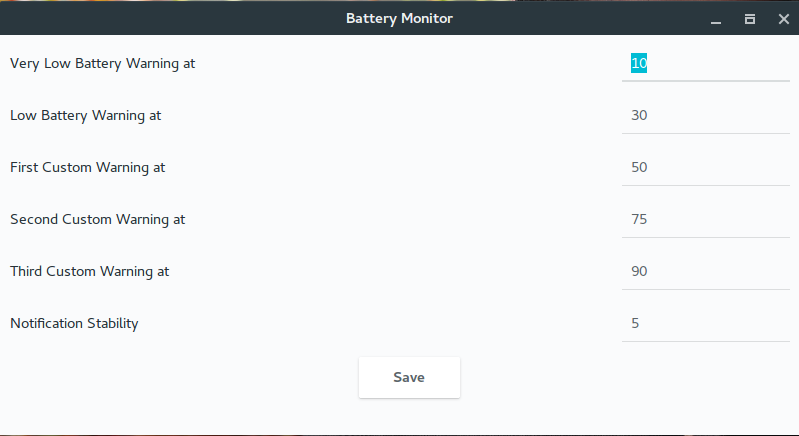 Battery Monitor
Very Low Battery Warning at 10
Low Battery Warning at 30
First Custom Warning at 50
Second Custom Warning at 75
Third Custom Warning at 90
Notification Stability 5
Save